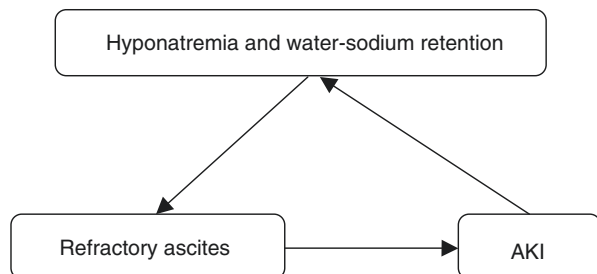 Hyponatremia and water-sodium retention
Refractory ascites
AKI